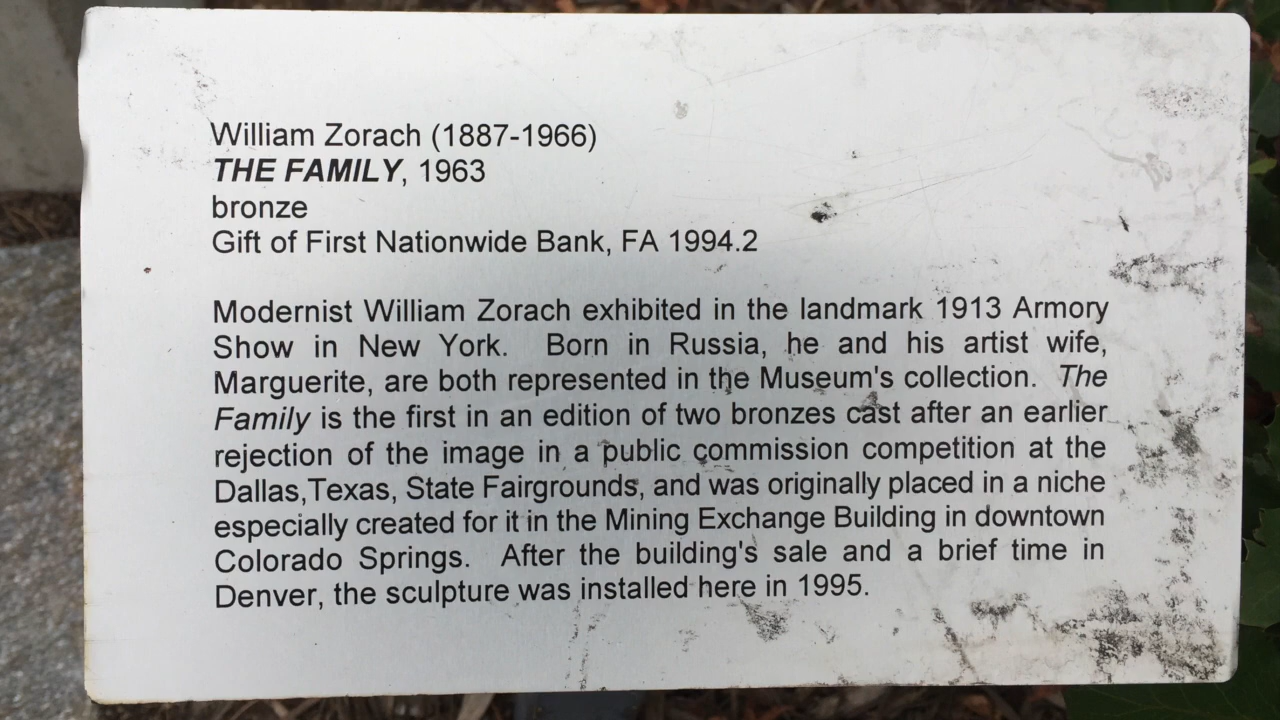 William Zorach (1887-1966)
THE FAMILY, 1963
bronze
Gift of First Nationwide Bank, FA 1994.2
Modernist William Zorach exhibited in the landmark 1913 Armory
Show in New York. Born in Russia, he and his artist wife,
Marguerite, are both represented in the Museum's collection. The
Family is the first in an edition of two bronzes cast after an earlier
rejection of the image in a public commission competition at the
Dallas,Texas, State Fairgrounds, and was originally placed in a niche
especially created for it in the Mining Exchange Building in downtown
Colorado Springs. After the building's sale and a brief time in
Denver, the sculpture was installed here in 1995.